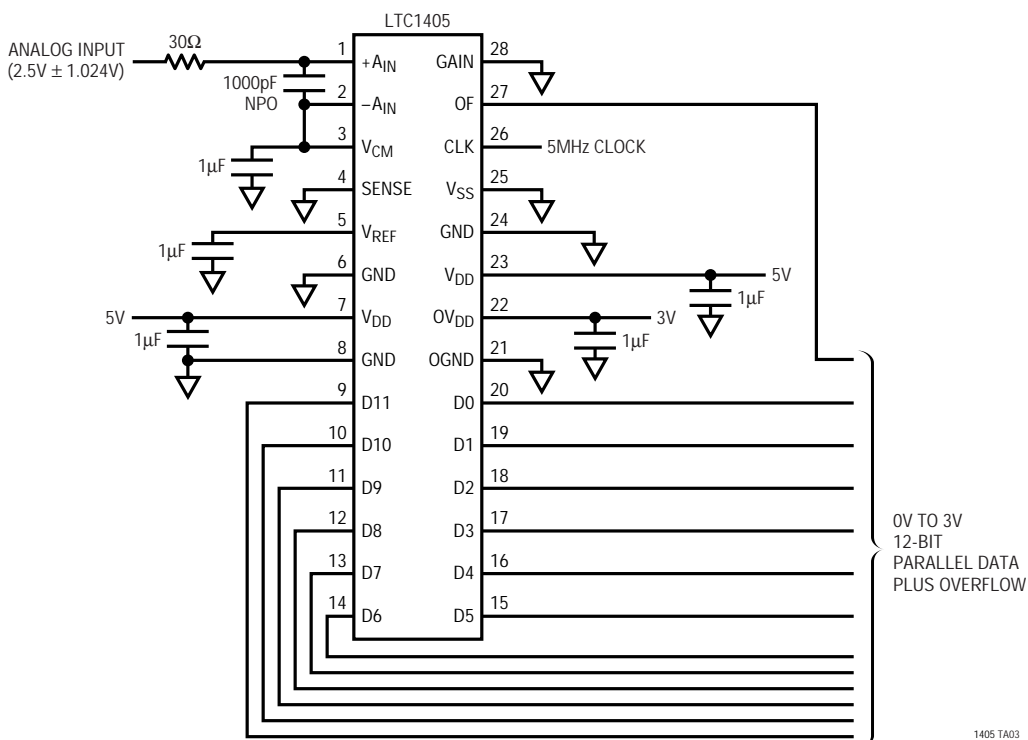 LTC1405
ANALOG INPUT
(2.5V ± 1.024V)
30Ω
1000pF
NPO
1µF
1µF
5V
1µF
1
+AIN
2
–AIN
3
VCM
4
SENSE
5
VREF
6
GND
7
VDD
8
GND
9
D11
10
D10
11
D9
12
D8
13
D7
14
D6
28
GAIN
27
OF
26
CLK
5MHz CLOCK
25
VSS
24
GND
23
VDD
5V
1µF
22
OVDD
3V
1µF
21
OGND
20
D0
19
D1
18
D2
17
D3
16
D4
15
D5
0V TO 3V
12-BIT
PARALLEL DATA
PLUS OVERFLOW
1405 TA03